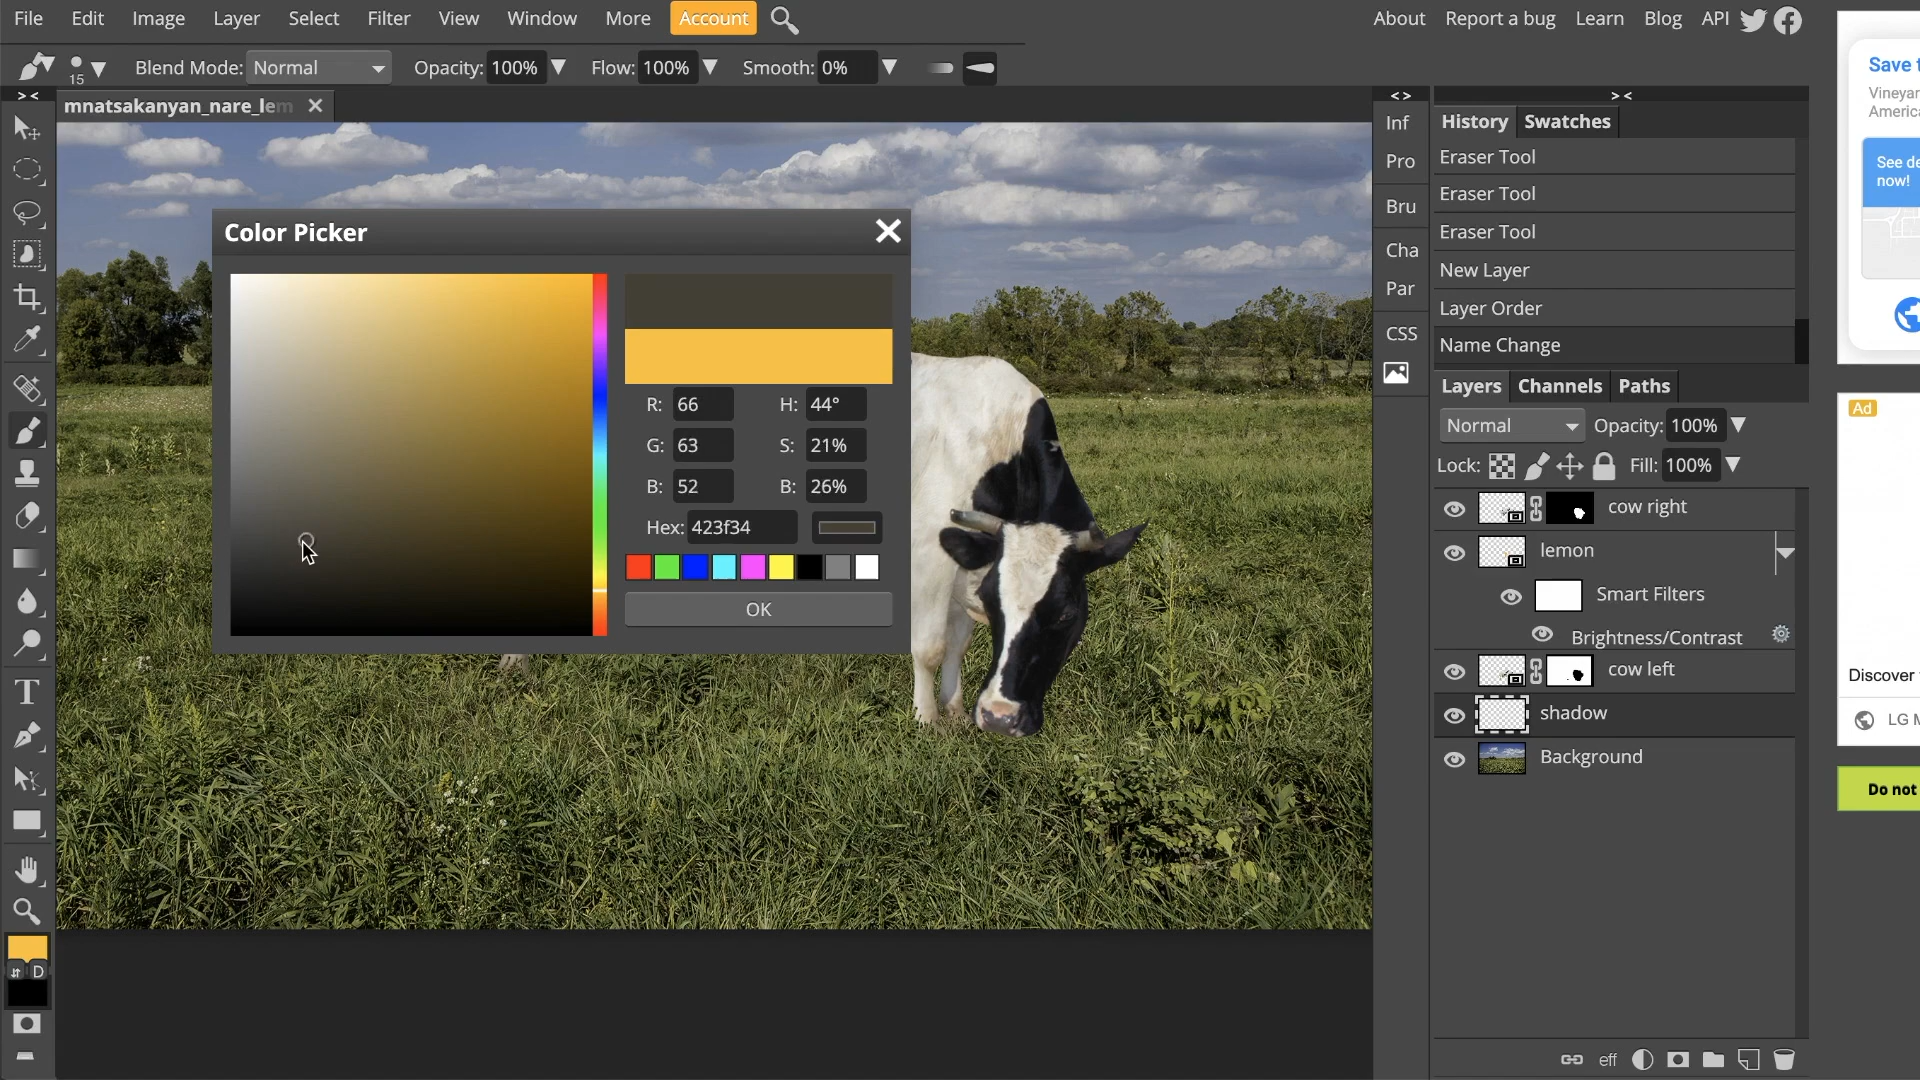 File Edit Image Layer Select Filter View Window More Account
About Report a bug Learn Blog API
15 Blend Mode: Normal Opacity: 100% Flow: 100% Smooth: 0%
> <
mnatsakanyan_nare_lem
< >
> <
Inf
Pro
Bru
Cha
Par
CSS
History Swatches
Eraser Tool
Eraser Tool
Eraser Tool
New Layer
Layer Order
Name Change
Color Picker
R: 66 H: 44°
G: 63 S: 21%
B: 52 B: 26%
Hex: 423f34
OK
Layers Channels Paths
Normal Opacity: 100%
Lock: Fill: 100%
cow right
lemon
Smart Filters
Brightness/Contrast
cow left
shadow
Background
eff
D
Save t
Vineyar
America
See de
now!
Ad
Discover
LG M
Do not